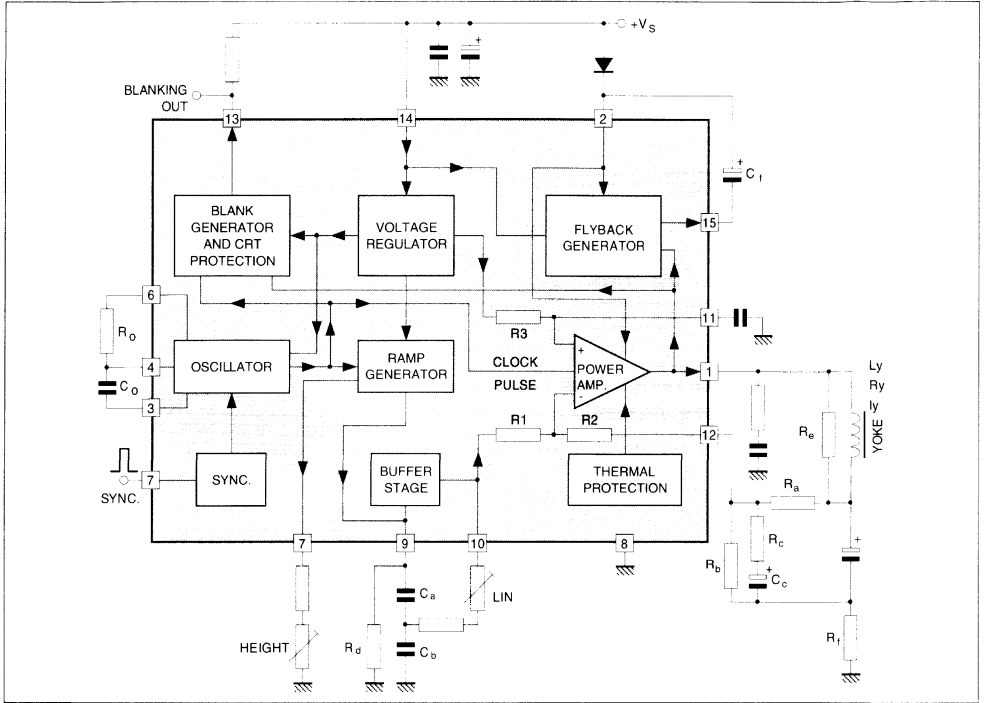 +VS
BLANKING
OUT
13
14
2
Cf
BLANK
GENERATOR
AND CRT
PROTECTION
VOLTAGE
REGULATOR
FLYBACK
GENERATOR
15
6
Ro
4
Co
3
OSCILLATOR
RAMP
GENERATOR
R3
11
CLOCK
PULSE
+
POWER
AMP.
-
1
Ly
Ry
Iy
YOKE
Re
R1
R2
12
7
SYNC.
SYNC.
BUFFER
STAGE
THERMAL
PROTECTION
Ra
Rb
Rc
+
Cc
+
7
9
10
8
Ca
LIN
HEIGHT
Rd
Cb
Rf